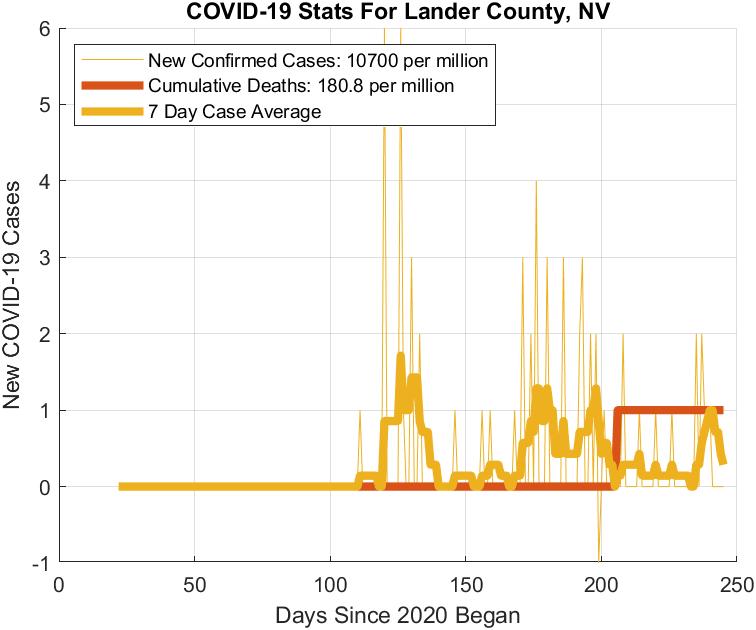 COVID-19 Stats For Lander County, NV
New Confirmed Cases: 10700 per million
Cumulative Deaths: 180.8 per million
7 Day Case Average
New COVID-19 Cases
6
5
4
3
2
1
0
-1
0 50 100 150 200 250
Days Since 2020 Began